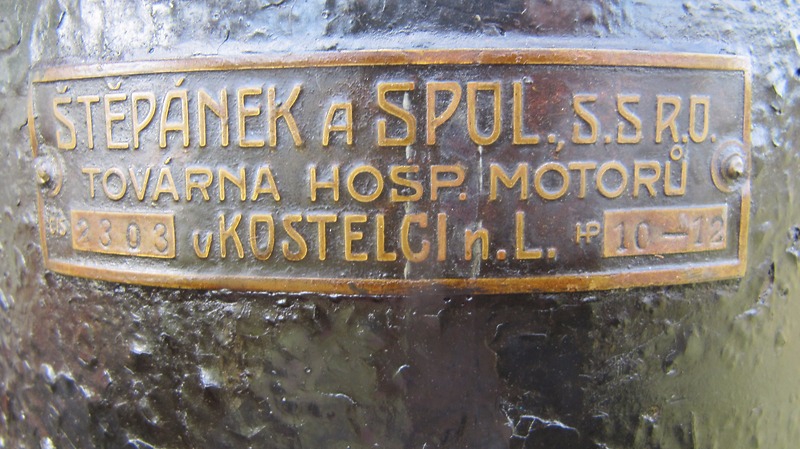 ŠTĚPÁNEK A SPOL., S.S R.O.
TOVÁRNA HOSP. MOTORŮ
2303 v KOSTELCI n. L. HP 10-12